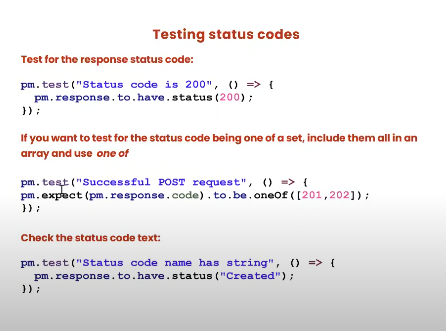 Testing status codes
Test for the response status code:
pm.test("Status code is 200", () => {
  pm.response.to.have.status(200);
});
If you want to test for the status code being one of a set, include them all in an
array and use one of
pm.test("Successful POST request", () => {
pm.expect(pm.response.code).to.be.oneOf([201,202]);
});
Check the status code text:
pm.test("Status code name has string", () => {
  pm.response.to.have.status("Created");
});